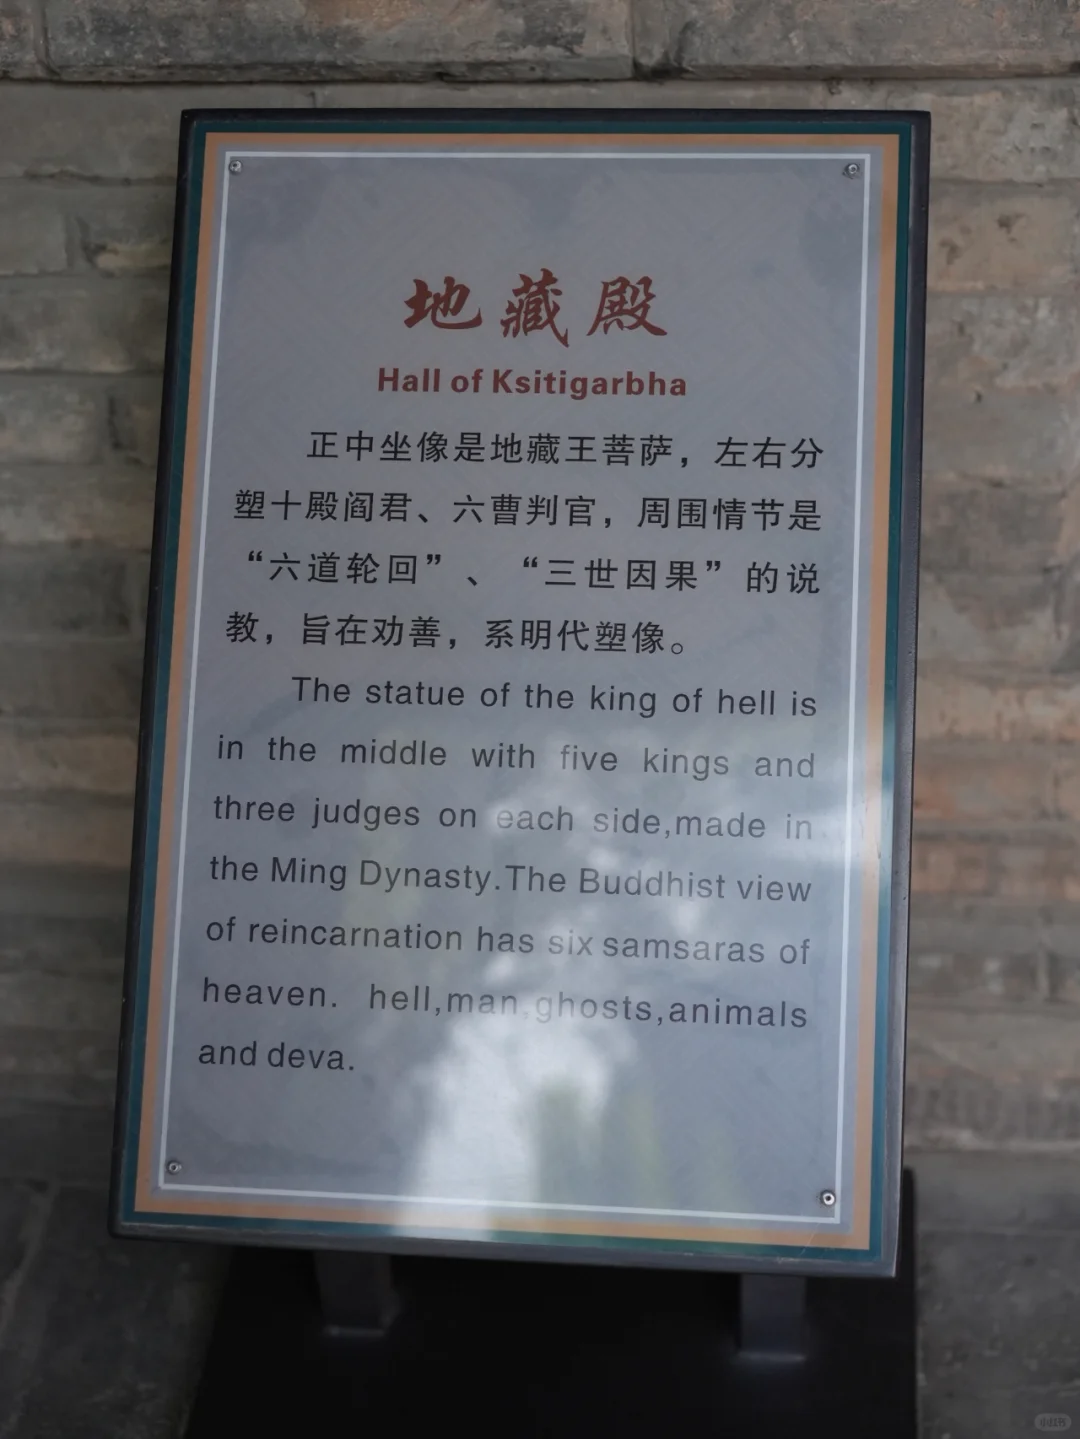 地藏殿
Hall of Ksitigarbha
正中坐像是地藏王菩萨，左右分
塑十殿阎君、六曹判官，周围情节是
“六道轮回”、“三世因果”的说
教，旨在劝善，系明代塑像。
The statue of the king of hell is
in the middle with five kings and
three judges on each side,made in
the Ming Dynasty.The Buddhist view
of reincarnation has six samsaras of
heaven. hell,man,ghosts,animals
and deva.
小红书